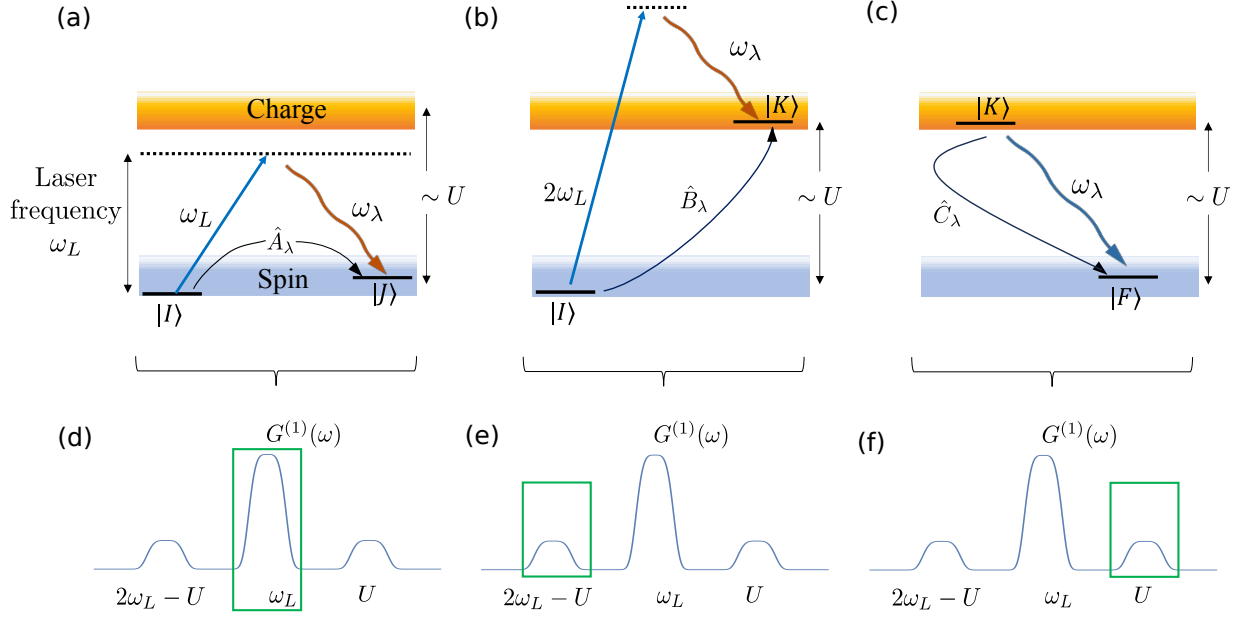 (a)
Charge
Laser
frequency
ω_L
ω_L
ω_λ
Â_λ
Spin
|I⟩
|J⟩
∼ U
(b)
ω_λ
|K⟩
2ω_L
B̂_λ
∼ U
|I⟩
(c)
|K⟩
ω_λ
Ĉ_λ
∼ U
|F⟩
(d)
G^{(1)}(ω)
2ω_L − U
ω_L
U
(e)
G^{(1)}(ω)
2ω_L − U
ω_L
U
(f)
G^{(1)}(ω)
2ω_L − U
ω_L
U